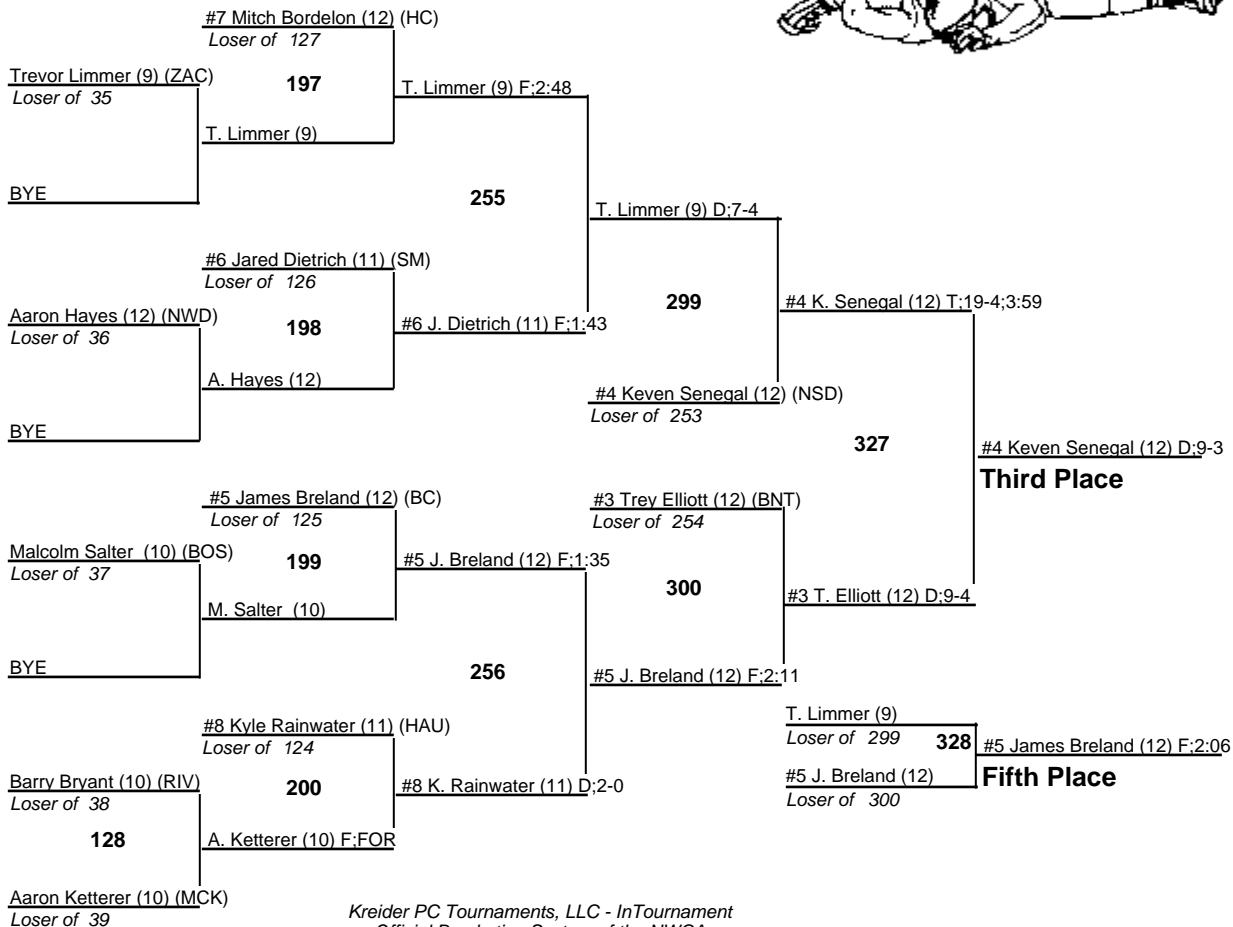 #7 Mitch Bordelon (12) (HC)
Loser of 127
Trevor Limmer (9) (ZAC)
Loser of 35
197
T. Limmer (9) F;2:48
T. Limmer (9)
BYE
255
T. Limmer (9) D;7-4
#6 Jared Dietrich (11) (SM)
Loser of 126
Aaron Hayes (12) (NWD)
Loser of 36
198
#6 J. Dietrich (11) F;1:43
299
#4 K. Senegal (12) T;19-4;3:59
A. Hayes (12)
#4 Keven Senegal (12) (NSD)
Loser of 253
BYE
327
#4 Keven Senegal (12) D;9-3
Third Place
#5 James Breland (12) (BC)
Loser of 125
#3 Trey Elliott (12) (BNT)
Loser of 254
Malcolm Salter (10) (BOS)
Loser of 37
199
#5 J. Breland (12) F;1:35
300
#3 T. Elliott (12) D;9-4
M. Salter (10)
BYE
256
#5 J. Breland (12) F;2:11
#8 Kyle Rainwater (11) (HAU)
Loser of 124
T. Limmer (9)
Loser of 299
328
#5 James Breland (12) F;2:06
Fifth Place
#5 J. Breland (12)
Loser of 300
Barry Bryant (10) (RIV)
Loser of 38
200
#8 K. Rainwater (11) D;2-0
128
A. Ketterer (10) F;FOR
Aaron Ketterer (10) (MCK)
Loser of 39
Kreider PC Tournaments, LLC - InTournament